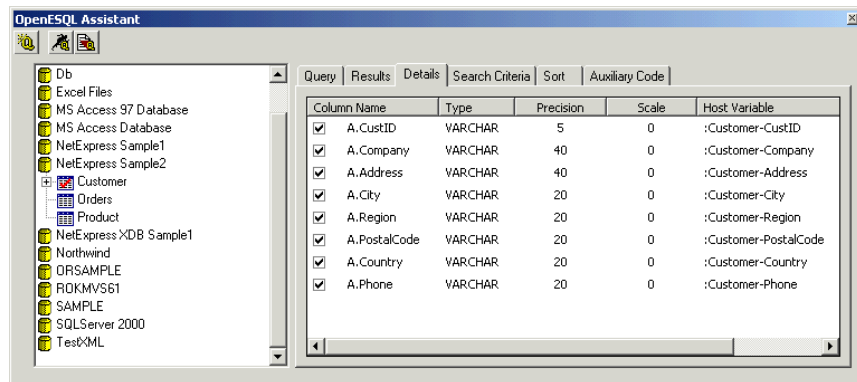 OpenESQL Assistant
Db
Excel Files
MS Access 97 Database
MS Access Database
NetExpress Sample1
NetExpress Sample2
Customer
Orders
Product
NetExpress XDB Sample1
Northwind
ORSAMPLE
ROKMVS61
SAMPLE
SQLServer 2000
TestXML
Query Results Details Search Criteria Sort Auxiliary Code
Column Name Type Precision Scale Host Variable
A.CustID VARCHAR 5 0 :Customer-CustID
A.Company VARCHAR 40 0 :Customer-Company
A.Address VARCHAR 40 0 :Customer-Address
A.City VARCHAR 20 0 :Customer-City
A.Region VARCHAR 20 0 :Customer-Region
A.PostalCode VARCHAR 20 0 :Customer-PostalCode
A.Country VARCHAR 20 0 :Customer-Country
A.Phone VARCHAR 20 0 :Customer-Phone